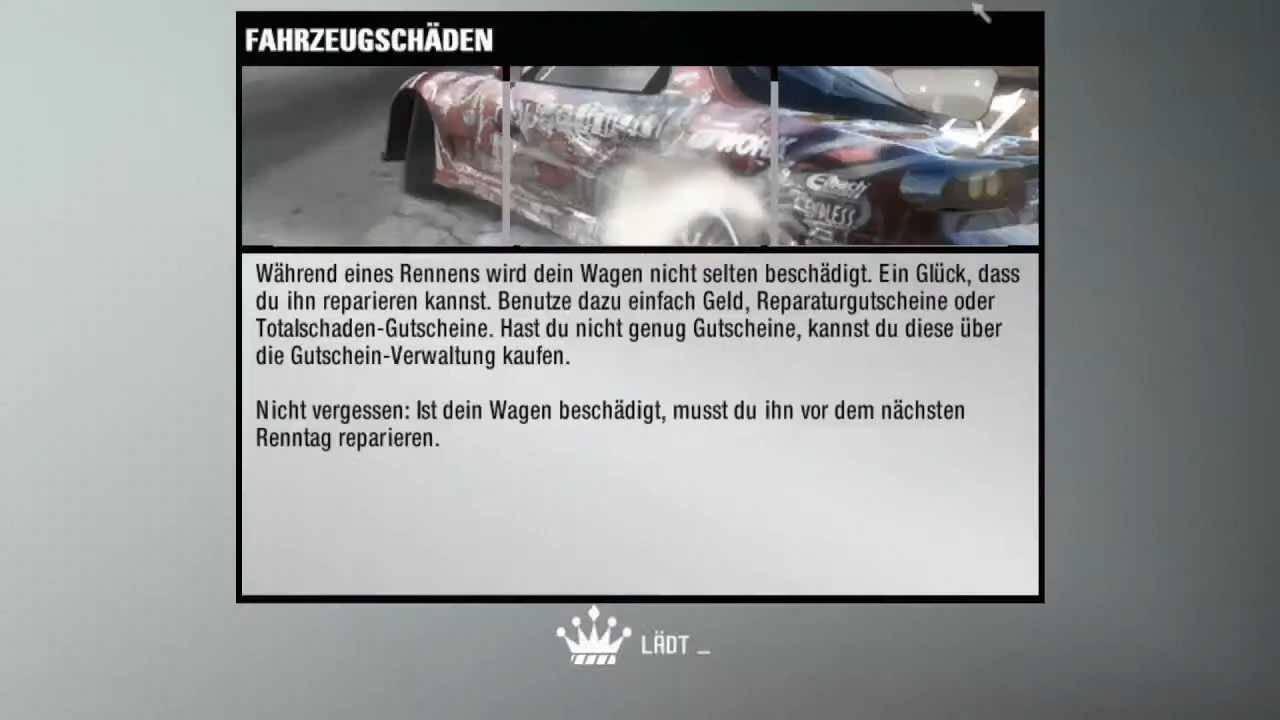 FAHRZEUGSCHÄDEN
ENDLESS
Während eines Rennens wird dein Wagen nicht selten beschädigt. Ein Glück, dass
du ihn reparieren kannst. Benutze dazu einfach Geld, Reparaturgutscheine oder
Totalschaden-Gutscheine. Hast du nicht genug Gutscheine, kannst du diese über
die Gutschein-Verwaltung kaufen.
Nicht vergessen: Ist dein Wagen beschädigt, musst du ihn vor dem nächsten
Renntag reparieren.
LÄDT _